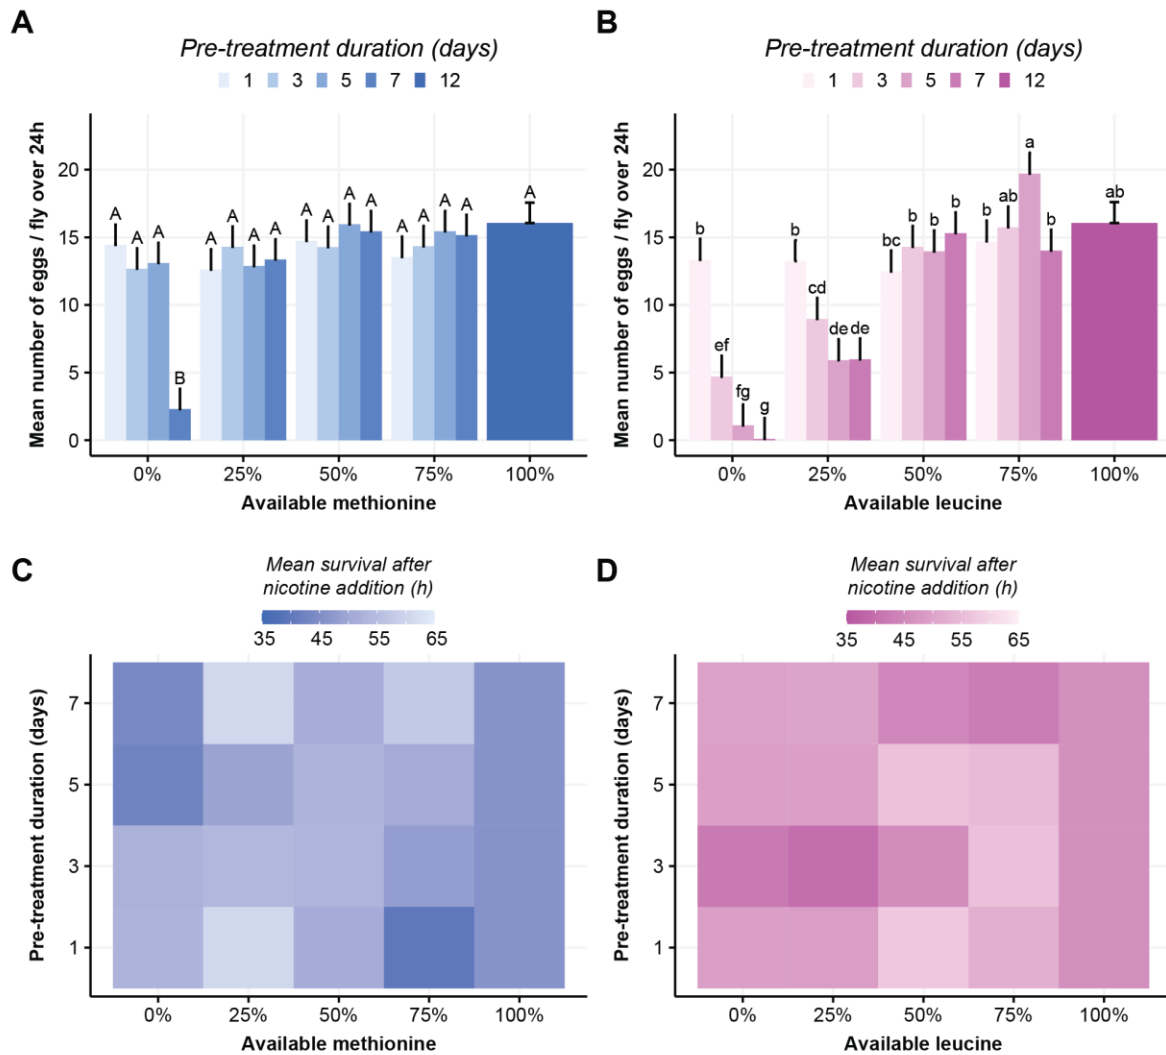 A
Pre-treatment duration (days)
1 3 5 7 12
Mean number of eggs / fly over 24h
20
15
10
5
0
A A A B
A A A A
A A A A
A A A A
A
0% 25% 50% 75% 100%
Available methionine
B
Pre-treatment duration (days)
1 3 5 7 12
Mean number of eggs / fly over 24h
20
15
10
5
0
b ef fg g
b cd de de
bc b b b
b ab a b
ab
0% 25% 50% 75% 100%
Available leucine
C
Mean survival after
nicotine addition (h)
35 45 55 65
Pre-treatment duration (days)
7
5
3
1
0% 25% 50% 75% 100%
Available methionine
D
Mean survival after
nicotine addition (h)
35 45 55 65
Pre-treatment duration (days)
7
5
3
1
0% 25% 50% 75% 100%
Available leucine